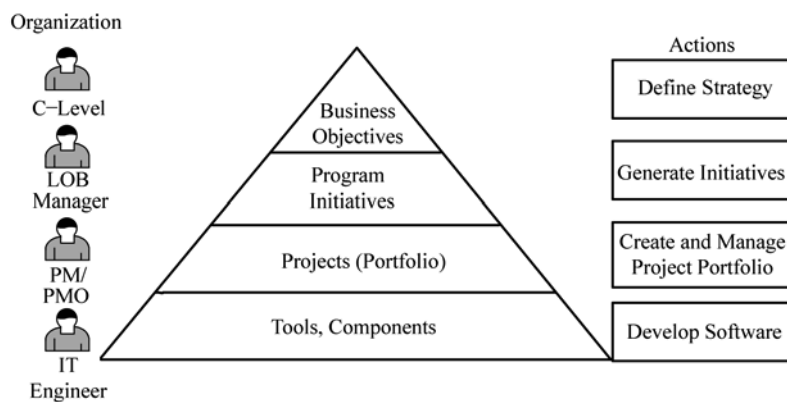 Organization
Actions
C-Level
Business
Objectives
Define Strategy
LOB
Manager
Program
Initiatives
Generate Initiatives
PM/
PMO
Projects (Portfolio)
Create and Manage
Project Portfolio
IT
Engineer
Tools, Components
Develop Software